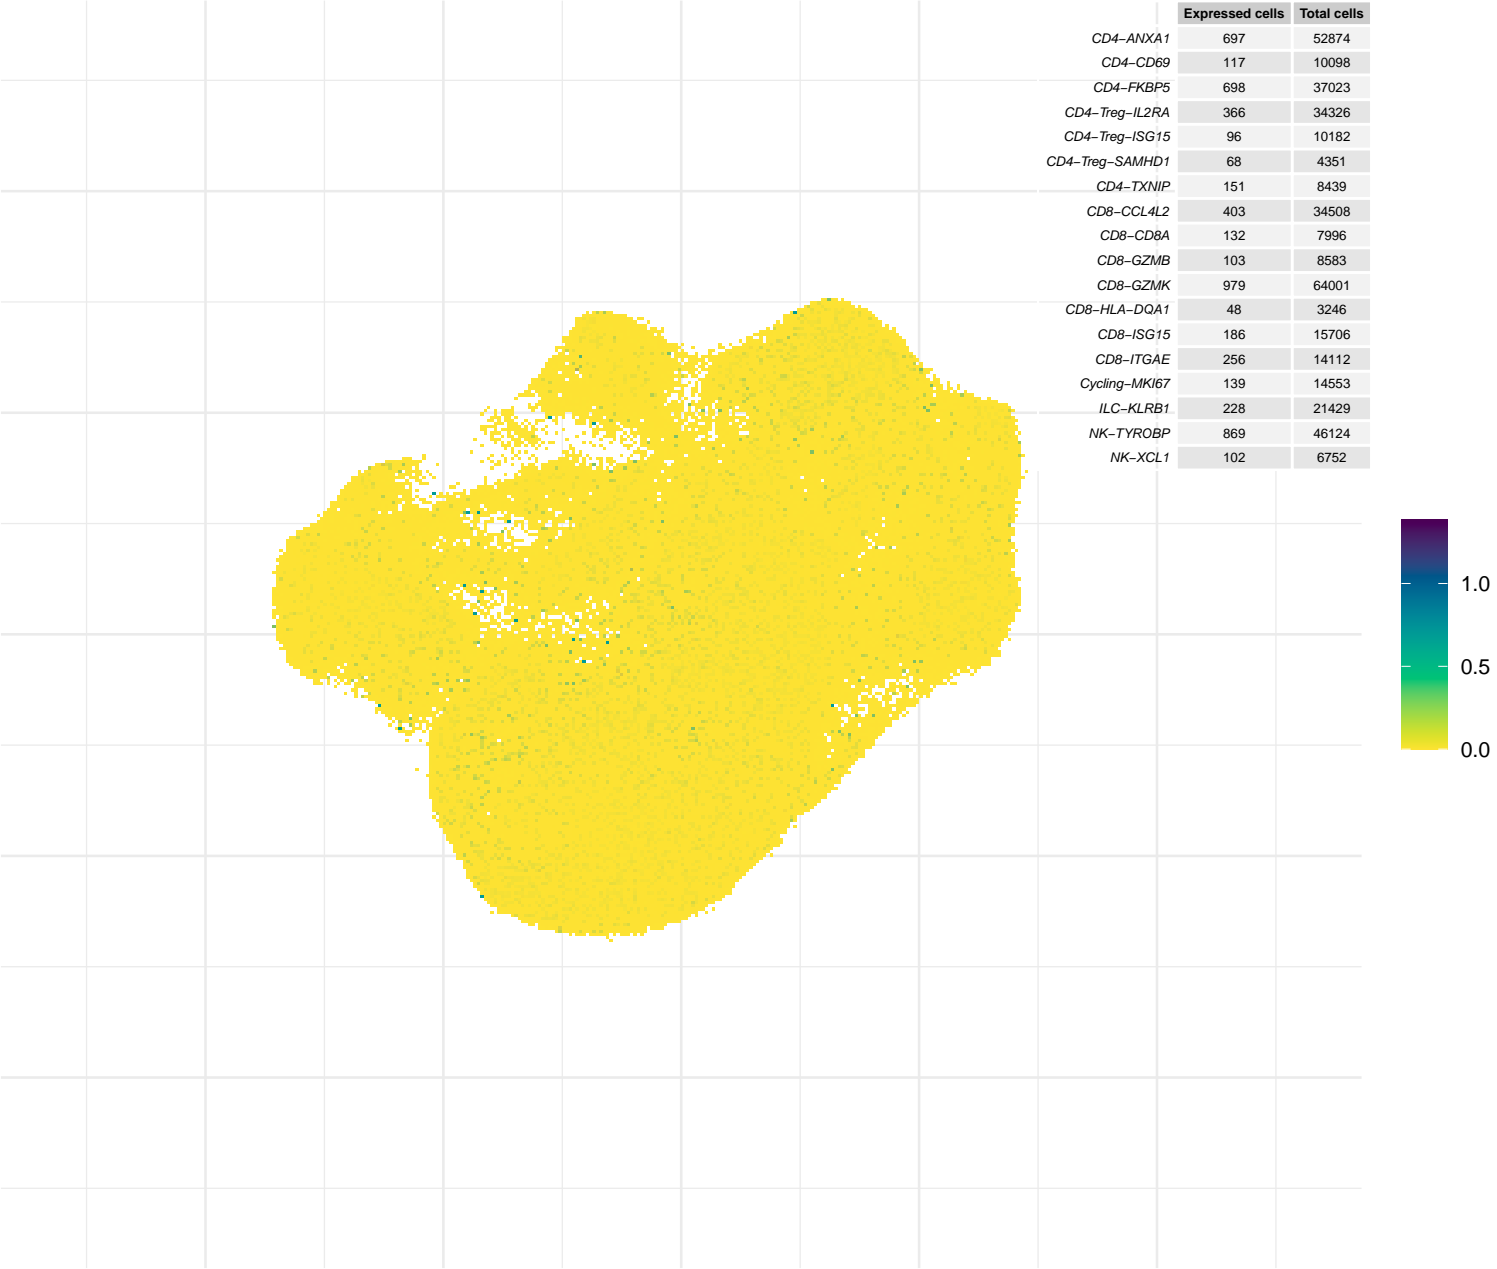 Expressed cells Total cells
CD4−ANXA1 697 52874
CD4−CD69 117 10098
CD4−FKBP5 698 37023
CD4−Treg−IL2RA 366 34326
CD4−Treg−ISG15 96 10182
CD4−Treg−SAMHD1 68 4351
CD4−TXNIP 151 8439
CD8−CCL4L2 403 34508
CD8−CD8A 132 7996
CD8−GZMB 103 8583
CD8−GZMK 979 64001
CD8−HLA−DQA1 48 3246
CD8−ISG15 186 15706
CD8−ITGAE 256 14112
Cycling−MKI67 139 14553
ILC−KLRB1 228 21429
NK−TYROBP 869 46124
NK−XCL1 102 6752
1.0
0.5
0.0